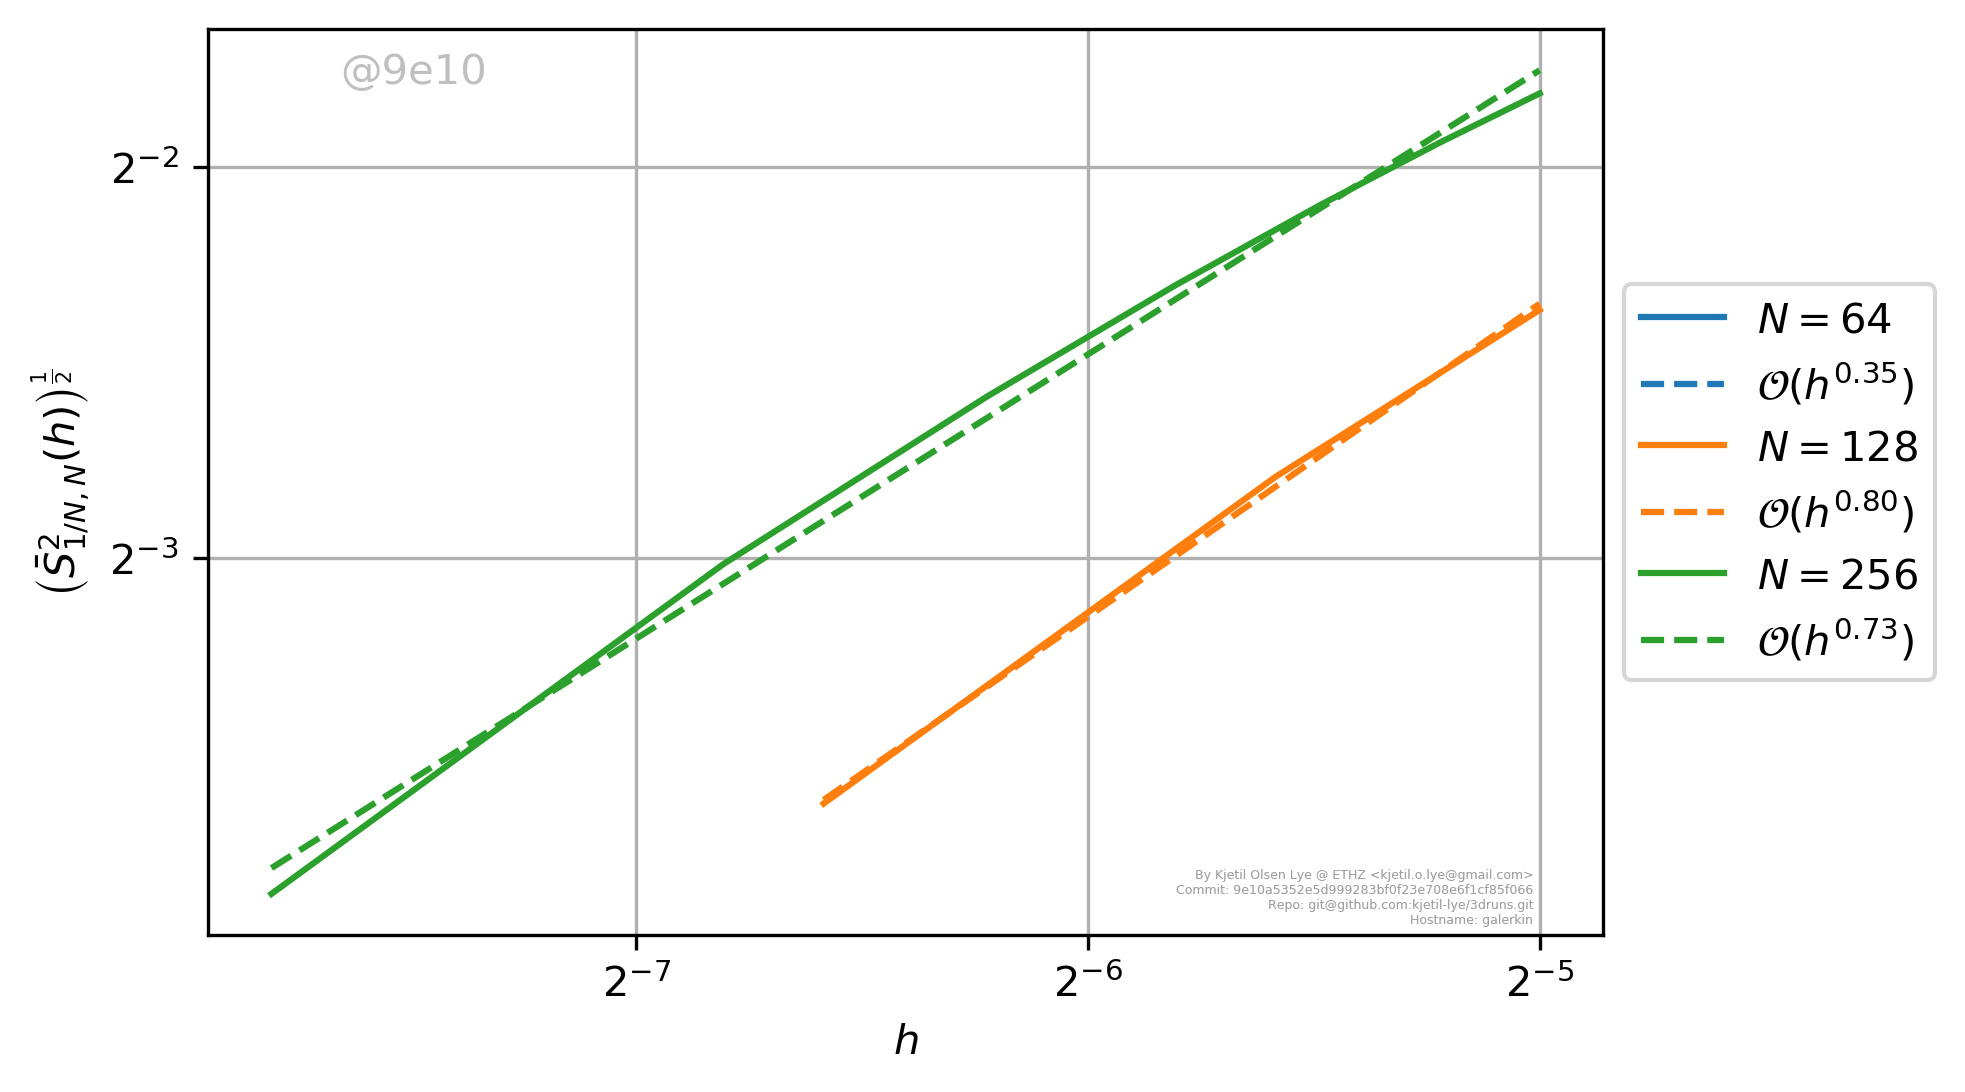 @9e10
2⁻²
2⁻³
(S̄²₁/N,N(h))^½
2⁻⁷
2⁻⁶
2⁻⁵
h
N = 64
𝒪(h^0.35)
N = 128
𝒪(h^0.80)
N = 256
𝒪(h^0.73)
By Kjetil Olsen Lye @ ETHZ <kjetil.o.lye@gmail.com>
Commit: 9e10a5352e5d999283bf0f23e708e6f1cf85f066
Repo: git@github.com:kjetil-lye/3druns.git
Hostname: galerkin